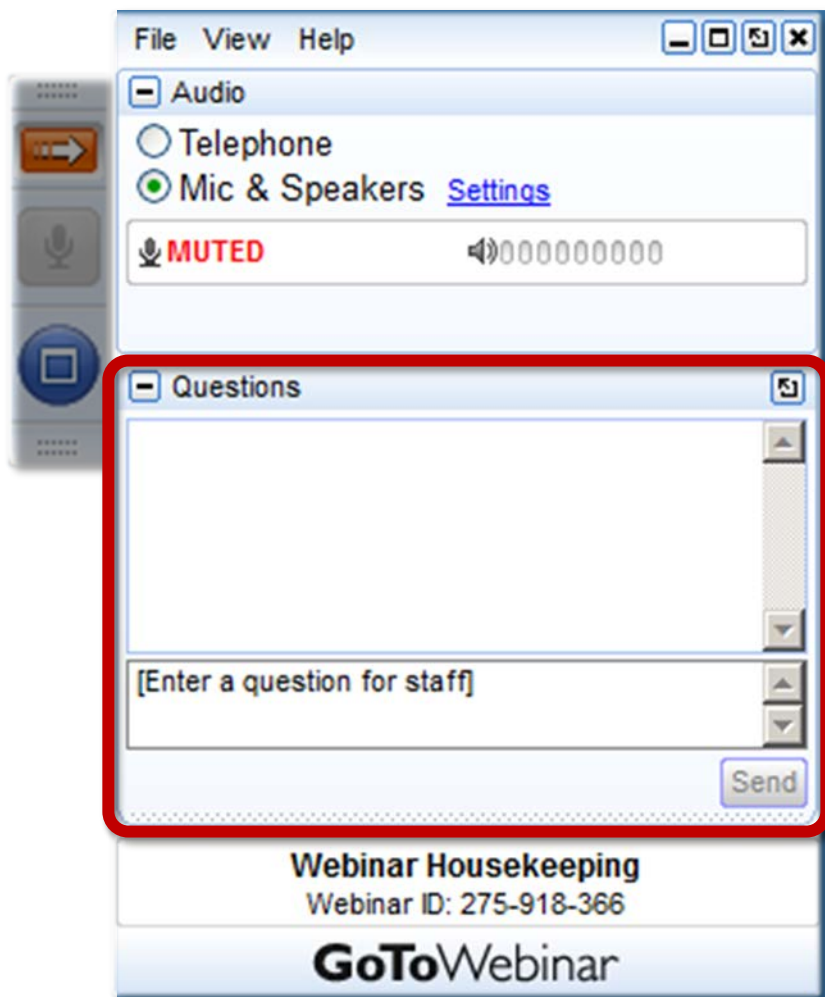 File View Help
Audio
Telephone
Mic & Speakers Settings
MUTED 000000000
Questions
[Enter a question for staff]
Send
Webinar Housekeeping
Webinar ID: 275-918-366
GoToWebinar